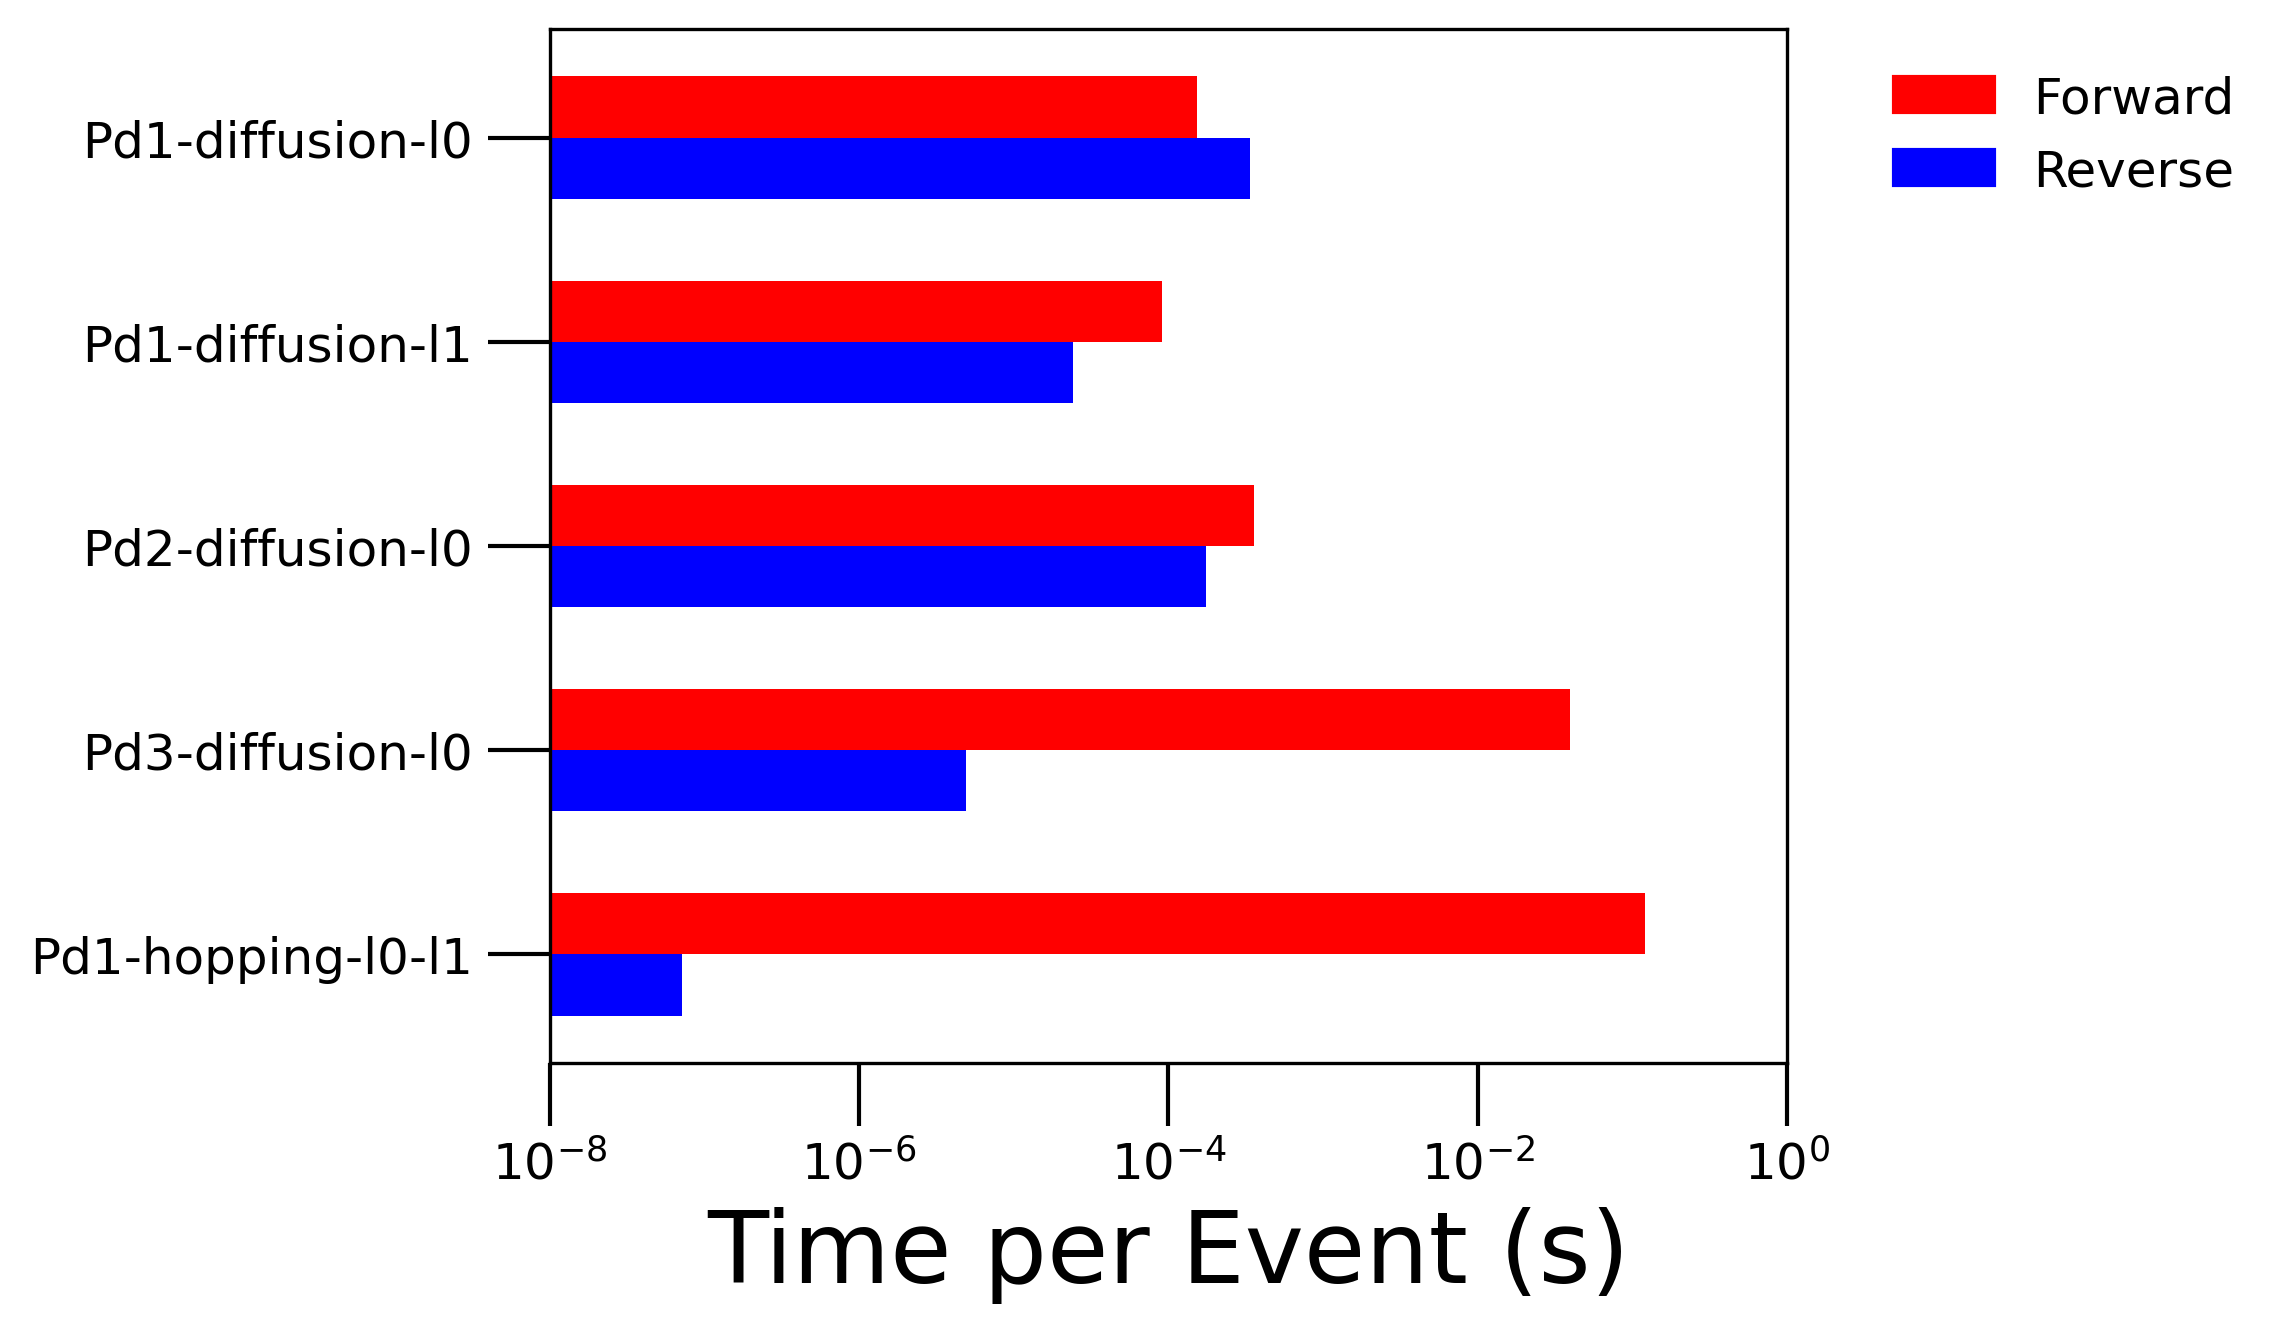 Pd1-diffusion-l0
Pd1-diffusion-l1
Pd2-diffusion-l0
Pd3-diffusion-l0
Pd1-hopping-l0-l1
10⁻⁸ 10⁻⁶ 10⁻⁴ 10⁻² 10⁰
Time per Event (s)
Forward
Reverse